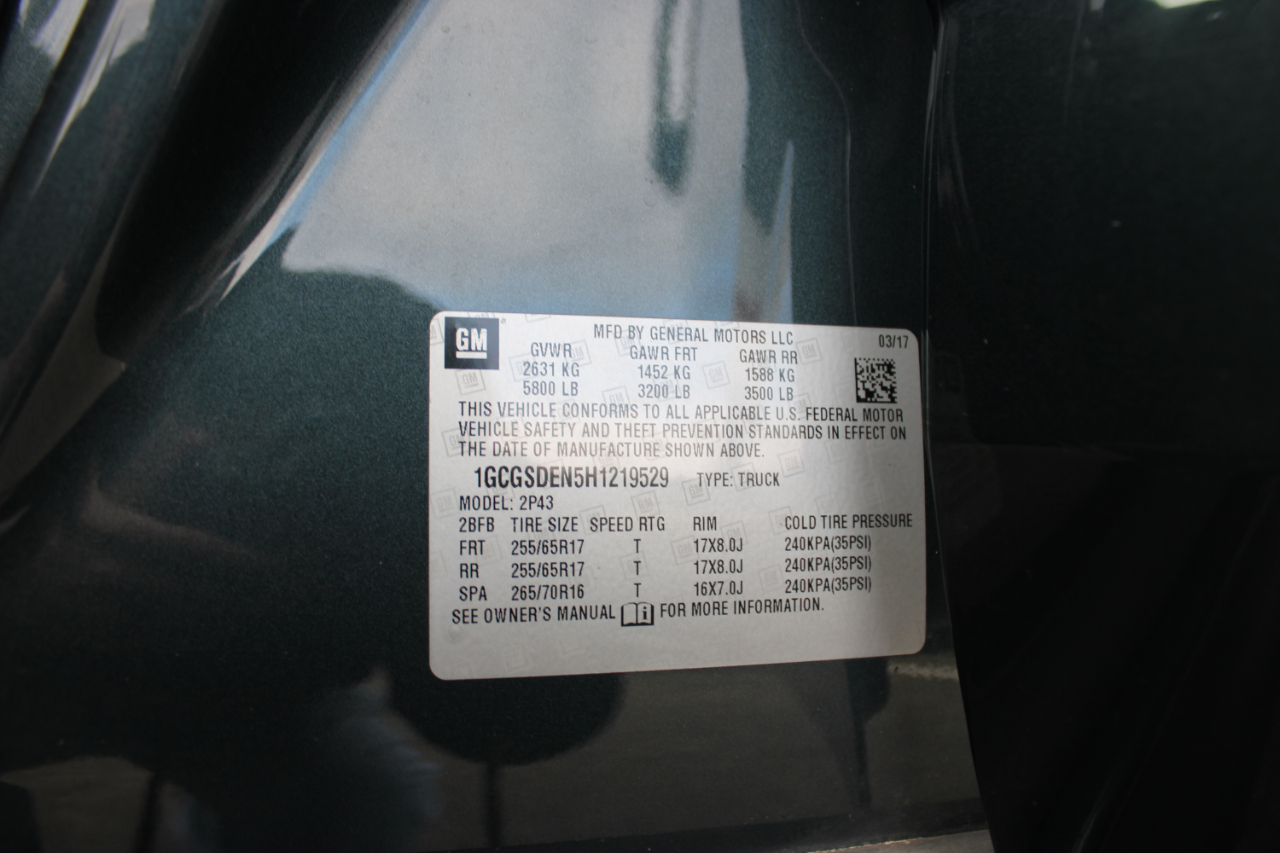 GM
MFD BY GENERAL MOTORS LLC 03/17
GVWR GAWR FRT GAWR RR
2631 KG 1452 KG 1588 KG
5800 LB 3200 LB 3500 LB
THIS VEHICLE CONFORMS TO ALL APPLICABLE U.S. FEDERAL MOTOR
VEHICLE SAFETY AND THEFT PREVENTION STANDARDS IN EFFECT ON
THE DATE OF MANUFACTURE SHOWN ABOVE.
1GCGSDEN5H1219529 TYPE: TRUCK
MODEL: 2P43
2BFB TIRE SIZE SPEED RTG RIM COLD TIRE PRESSURE
FRT 255/65R17 T 17X8.0J 240KPA(35PSI)
RR 255/65R17 T 17X8.0J 240KPA(35PSI)
SPA 265/70R16 T 16X7.0J 240KPA(35PSI)
SEE OWNER'S MANUAL i FOR MORE INFORMATION.